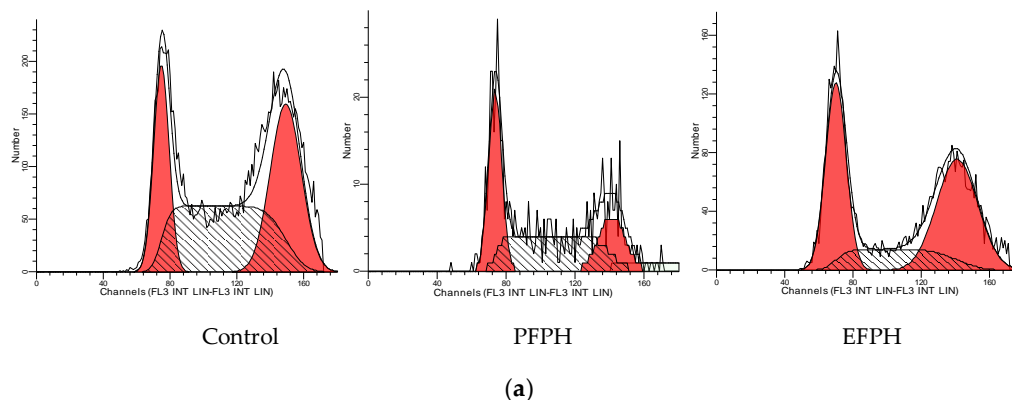 Number
200
150
100
50
0
0 40 80 120 160
Channels (FL3 INT LIN-FL3 INT LIN)
Control
Number
20
10
0
0 40 80 120 160
Channels (FL3 INT LIN-FL3 INT LIN)
PFPH
Number
160
120
80
40
0
0 40 80 120 160
Channels (FL3 INT LIN-FL3 INT LIN)
EFPH
(a)